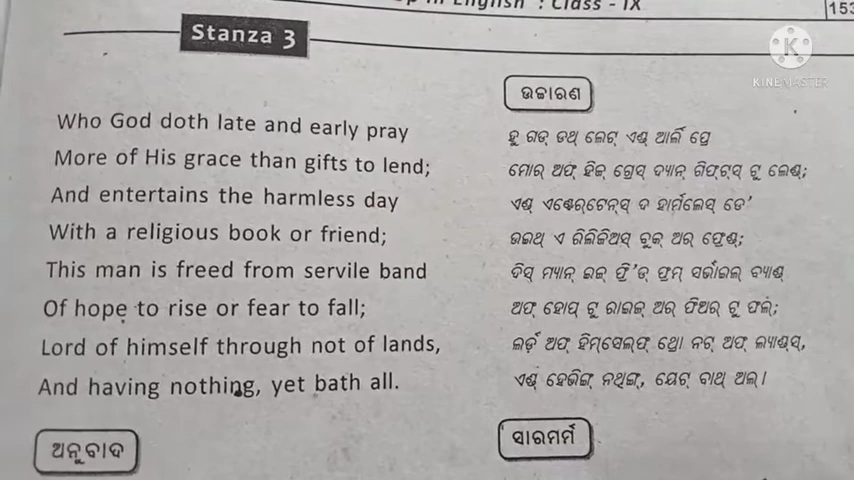 p in English : Class - IX
153
Stanza 3
KINEMASTER
Who God doth late and early pray
More of His grace than gifts to lend;
And entertains the harmless day
With a religious book or friend;
This man is freed from servile band
Of hope to rise or fear to fall;
Lord of himself through not of lands,
And having nothing, yet bath all.
ଉଚ୍ଚାରଣ
ହୁ ଗଡ୍ ଡଥ୍ ଲେଟ୍ ଏଣ୍ଡ୍ ଆର୍ଲି ପ୍ରେ
ମୋର୍ ଅଫ୍ ହିଜ୍ ଗ୍ରେସ୍ ଦ୍ୟାନ୍ ଗିଫ୍‌ଟ୍‌ସ୍ ଟୁ ଲେଣ୍ଡ୍;
ଏଣ୍ଡ୍ ଏଣ୍ଟେର୍‌ଟେନ୍‌ସ୍ ଦ ହାର୍ମଲେସ୍ ଡେ'
ଉଇଥ୍ ଏ ରିଲିଜିଅସ୍ ବୁକ୍ ଅର୍ ଫ୍ରେଣ୍ଡ୍;
ଦିସ୍ ମ୍ୟାନ୍ ଇଜ୍ ଫ୍ରି'ଡ୍ ଫ୍ରମ୍ ସର୍ଭାଇଲ୍ ବ୍ୟାଣ୍ଡ୍
ଅଫ୍ ହୋପ୍ ଟୁ ରାଇଜ୍ ଅର୍ ଫିଅର୍ ଟୁ ଫଲ୍;
ଲର୍ଡ଼ ଅଫ୍ ହିମ୍‌ସେଲ୍‌ଫ୍ ଥ୍ରୋ ନଟ୍ ଅଫ୍ ଲ୍ୟାଣ୍ଡ୍‌ସ୍,
ଏଣ୍ଡ୍ ହେଭିଙ୍ଗ୍ ନଥିଙ୍ଗ୍, ୟେଟ୍ ବାଥ୍ ଅଲ୍।
ଅନୁବାଦ
ସାରମର୍ମ